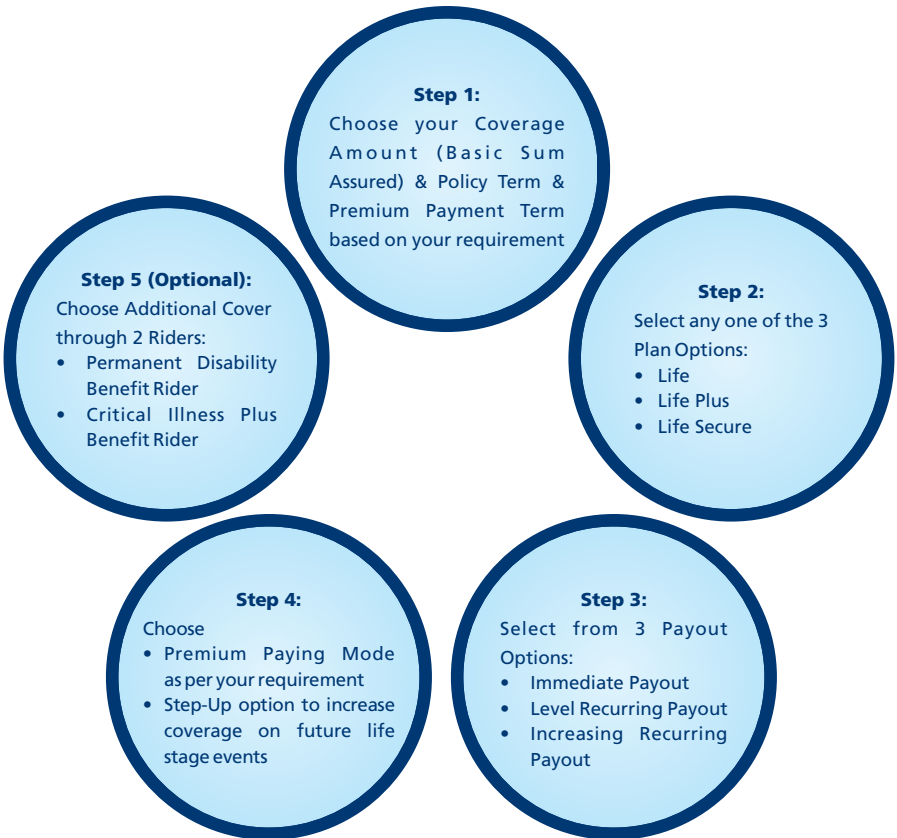 Step 1:
Choose your Coverage
Amount (Basic Sum
Assured) & Policy Term &
Premium Payment Term
based on your requirement
Step 2:
Select any one of the 3
Plan Options:
• Life
• Life Plus
• Life Secure
Step 3:
Select from 3 Payout
Options:
• Immediate Payout
• Level Recurring Payout
• Increasing Recurring
Payout
Step 4:
Choose
• Premium Paying Mode
as per your requirement
• Step-Up option to increase
coverage on future life
stage events
Step 5 (Optional):
Choose Additional Cover
through 2 Riders:
• Permanent Disability
Benefit Rider
• Critical Illness Plus
Benefit Rider